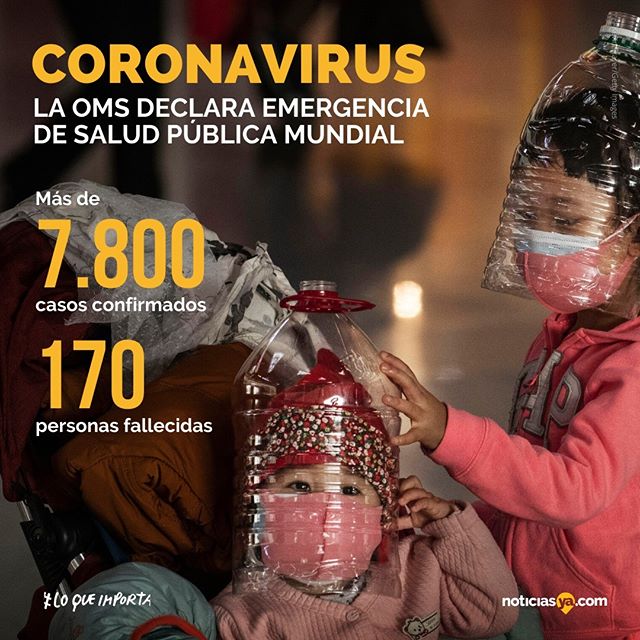 CORONAVIRUS
LA OMS DECLARA EMERGENCIA
DE SALUD PÚBLICA MUNDIAL
Más de
7.800
casos confirmados
170
personas fallecidas
Y LO QUE IMPORTA
noticiasya.com